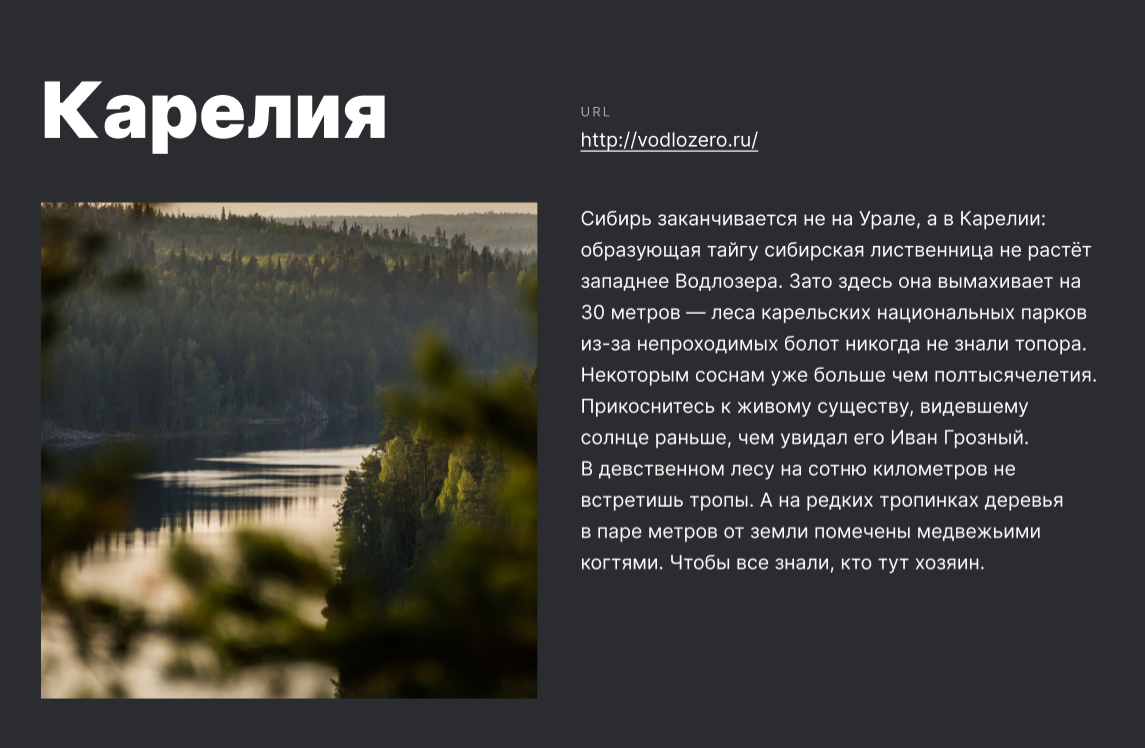 Карелия
URL
http://vodlozero.ru/
Сибирь заканчивается не на Урале, а в Карелии:
образующая тайгу сибирская лиственница не растёт
западнее Водлозера. Зато здесь она вымахивает на
30 метров — леса карельских национальных парков
из-за непроходимых болот никогда не знали топора.
Некоторым соснам уже больше чем полтысячелетия.
Прикоснитесь к живому существу, видевшему
солнце раньше, чем увидал его Иван Грозный.
В девственном лесу на сотню километров не
встретишь тропы. А на редких тропинках деревья
в паре метров от земли помечены медвежьими
когтями. Чтобы все знали, кто тут хозяин.